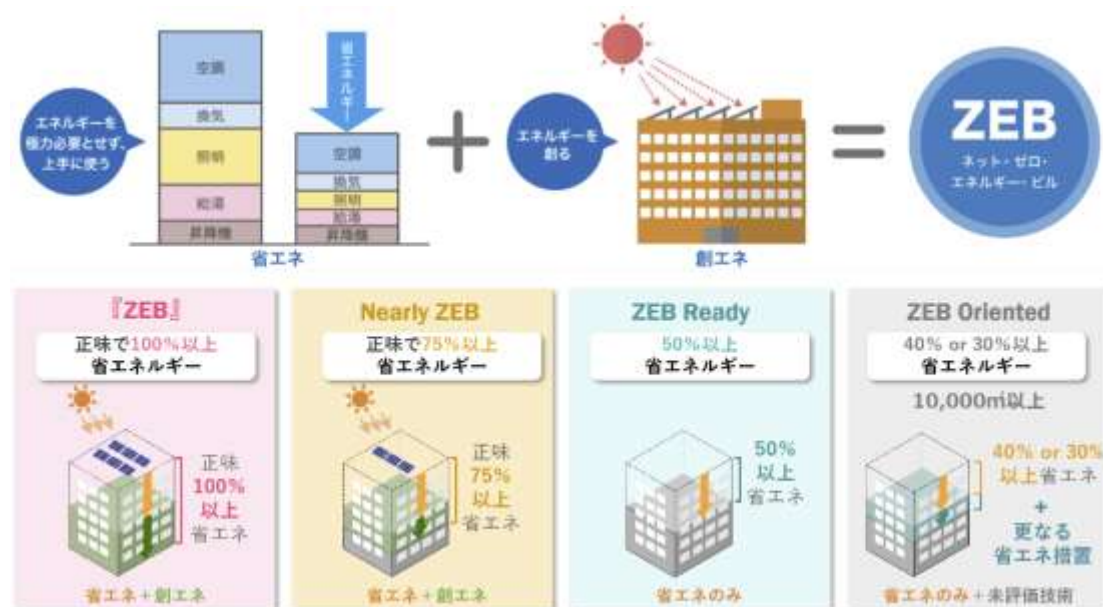 エネルギーを
極力必要とせず、
上手に使う
空調
換気
照明
給湯
昇降機
省エネルギー
空調
換気
照明
給湯
昇降機
省エネ
エネルギーを
創る
創エネ
ZEB
ネット・ゼロ・
エネルギー・ビル
『ZEB』
正味で100%以上
省エネルギー
正味
100%
以上
省エネ
省エネ+創エネ
Nearly ZEB
正味で75%以上
省エネルギー
正味
75%
以上
省エネ
省エネ+創エネ
ZEB Ready
50%以上
省エネルギー
50%
以上
省エネ
省エネのみ
ZEB Oriented
40% or 30%以上
省エネルギー
10,000㎡以上
40% or 30%
以上省エネ
+
更なる
省エネ措置
省エネのみ+未評価技術